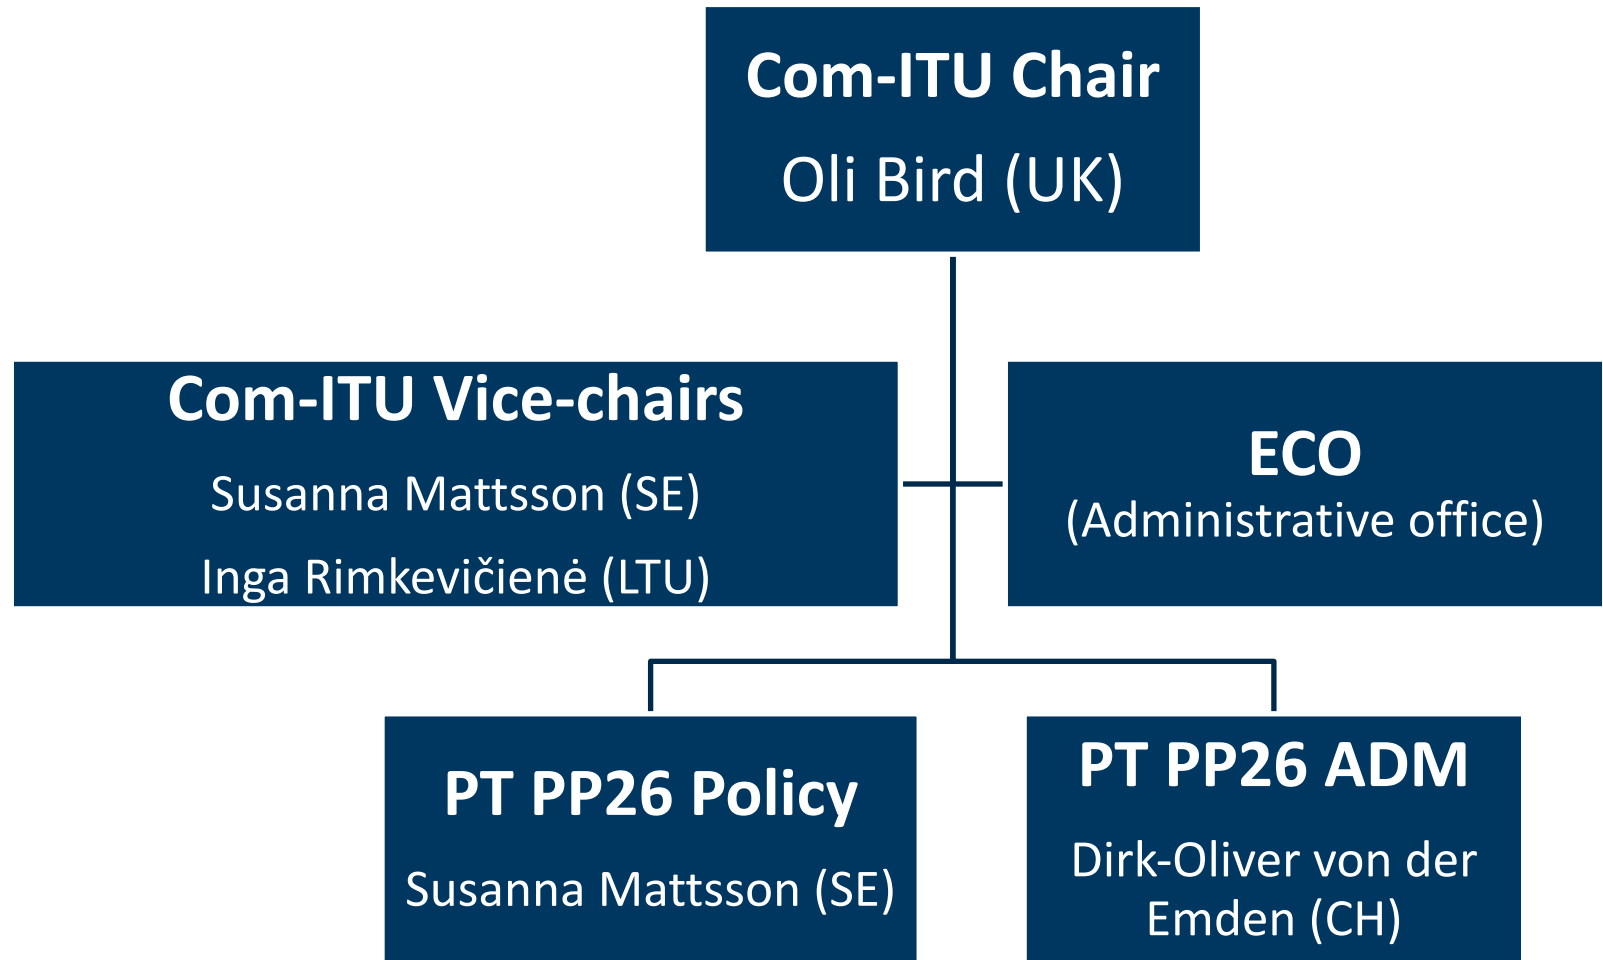 Com-ITU Chair
Oli Bird (UK)
Com-ITU Vice-chairs
Susanna Mattsson (SE)
Inga Rimkevičienė (LTU)
ECO
(Administrative office)
PT PP26 Policy
Susanna Mattsson (SE)
PT PP26 ADM
Dirk-Oliver von der
Emden (CH)